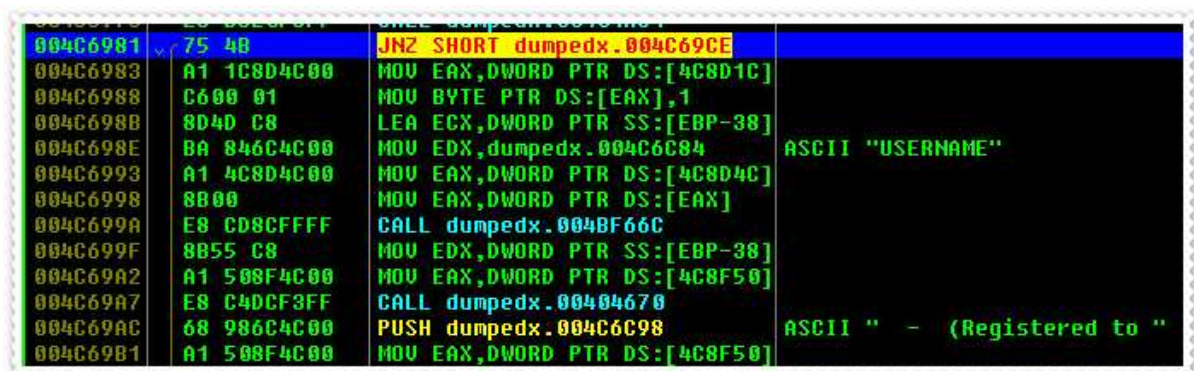 004C6981 75 4B JNZ SHORT dumpedx.004C69CE
004C6983 A1 1C8D4C00 MOV EAX,DWORD PTR DS:[4C8D1C]
004C6988 C600 01 MOV BYTE PTR DS:[EAX],1
004C698B 8D4D C8 LEA ECX,DWORD PTR SS:[EBP-38]
004C698E BA 846C4C00 MOV EDX,dumpedx.004C6C84 ASCII "USERNAME"
004C6993 A1 4C8D4C00 MOV EAX,DWORD PTR DS:[4C8D4C]
004C6998 8B00 MOV EAX,DWORD PTR DS:[EAX]
004C699A E8 CD8CFFFF CALL dumpedx.004BF66C
004C699F 8B55 C8 MOV EDX,DWORD PTR SS:[EBP-38]
004C69A2 A1 508F4C00 MOV EAX,DWORD PTR DS:[4C8F50]
004C69A7 E8 C4DCF3FF CALL dumpedx.00404670
004C69AC 68 986C4C00 PUSH dumpedx.004C6C98 ASCII " - (Registered to "
004C69B1 A1 508F4C00 MOV EAX,DWORD PTR DS:[4C8F50]